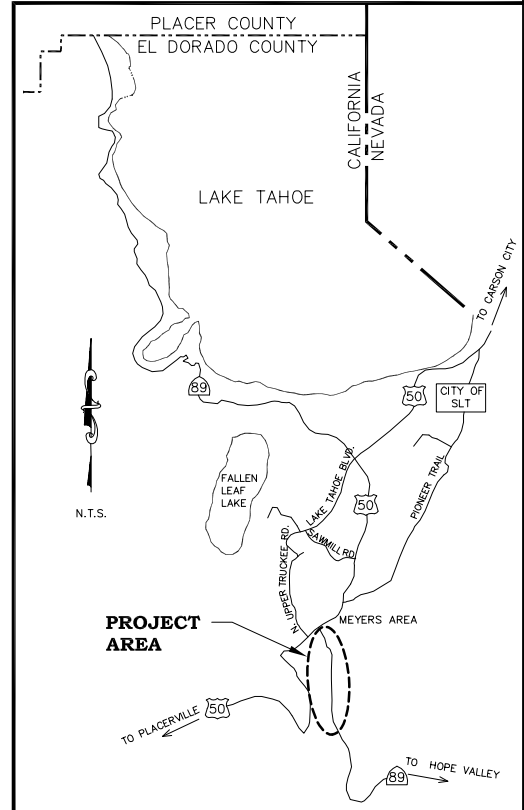 PLACER COUNTY
EL DORADO COUNTY
CALIFORNIA
NEVADA
LAKE TAHOE
TO CARSON CITY
89
50
CITY OF
SLT
FALLEN
LEAF
LAKE
LAKE TAHOE BLVD.
50
PIONEER TRAIL
N.T.S.
SAWMILL RD.
N. UPPER TRUCKEE RD.
MEYERS AREA
PROJECT
AREA
50
TO PLACERVILLE
TO HOPE VALLEY
89